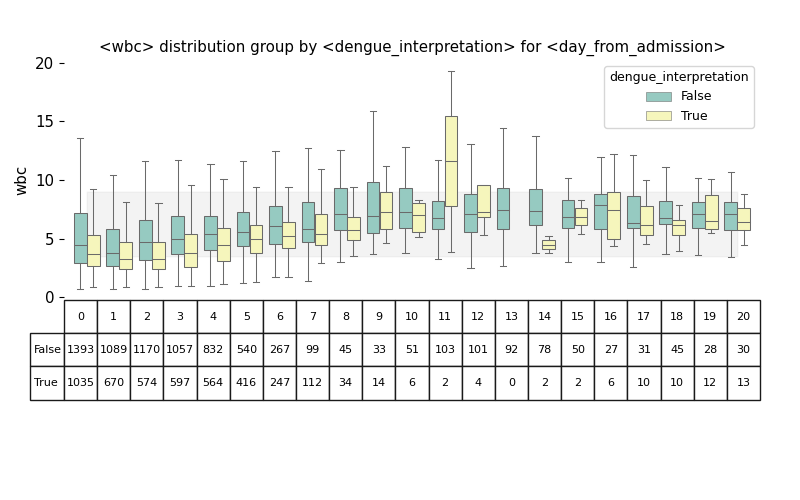 <wbc> distribution group by <dengue_interpretation> for <day_from_admission>
20
15
10
5
0
wbc
dengue_interpretation
False
True
0 1 2 3 4 5 6 7 8 9 10 11 12 13 14 15 16 17 18 19 20
False 1393 1089 1170 1057 832 540 267 99 45 33 51 103 101 92 78 50 27 31 45 28 30
True 1035 670 574 597 564 416 247 112 34 14 6 2 4 0 2 2 6 10 10 12 13